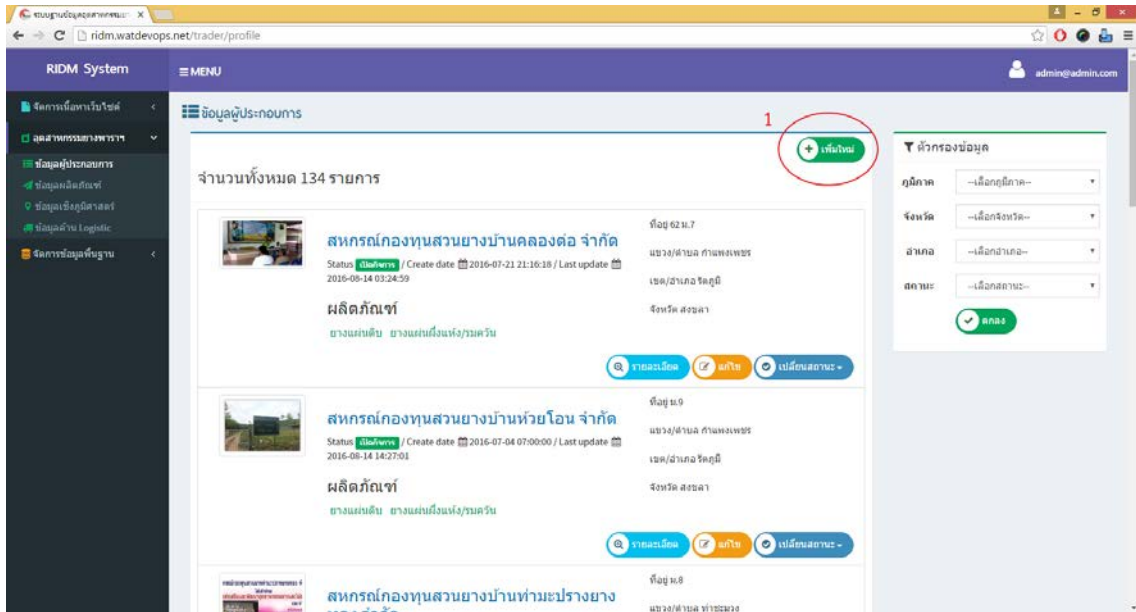 ridm.watdevops.net/trader/profile
RIDM System
MENU
admin@admin.com
จัดการเนื้อหาเว็บไซต์
อุตสาหกรรมยางพาราฯ
ข้อมูลผู้ประกอบการ
ข้อมูลผลิตภัณฑ์
ข้อมูลเชิงภูมิศาสตร์
ข้อมูลด้าน Logistic
จัดการข้อมูลพื้นฐาน
ข้อมูลผู้ประกอบการ
1
เพิ่มใหม่
จำนวนทั้งหมด 134 รายการ
สหกรณ์กองทุนสวนยางบ้านคลองต่อ จำกัด
Status เปิดกิจการ / Create date 2016-07-21 21:16:18 / Last update
2016-08-14 03:24:59
ผลิตภัณฑ์
ยางแผ่นดิบ ยางแผ่นผึ่งแห้ง/รมควัน
ที่อยู่ 62 ม.7
แขวง/ตำบล กำแพงเพชร
เขต/อำเภอ รัตภูมิ
จังหวัด สงขลา
รายละเอียด แก้ไข เปลี่ยนสถานะ
สหกรณ์กองทุนสวนยางบ้านห้วยโอน จำกัด
Status เปิดกิจการ / Create date 2016-07-04 07:00:00 / Last update
2016-08-14 14:27:01
ผลิตภัณฑ์
ยางแผ่นดิบ ยางแผ่นผึ่งแห้ง/รมควัน
ที่อยู่ ม.9
แขวง/ตำบล กำแพงเพชร
เขต/อำเภอ รัตภูมิ
จังหวัด สงขลา
รายละเอียด แก้ไข เปลี่ยนสถานะ
สหกรณ์กองทุนสวนยางบ้านท่ามะปรางยาง
ที่อยู่ ม.8
แขวง/ตำบล ท่าชะมวง
ตัวกรองข้อมูล
ภูมิภาค --เลือกภูมิภาค--
จังหวัด --เลือกจังหวัด--
อำเภอ --เลือกอำเภอ--
สถานะ --เลือกสถานะ--
ตกลง